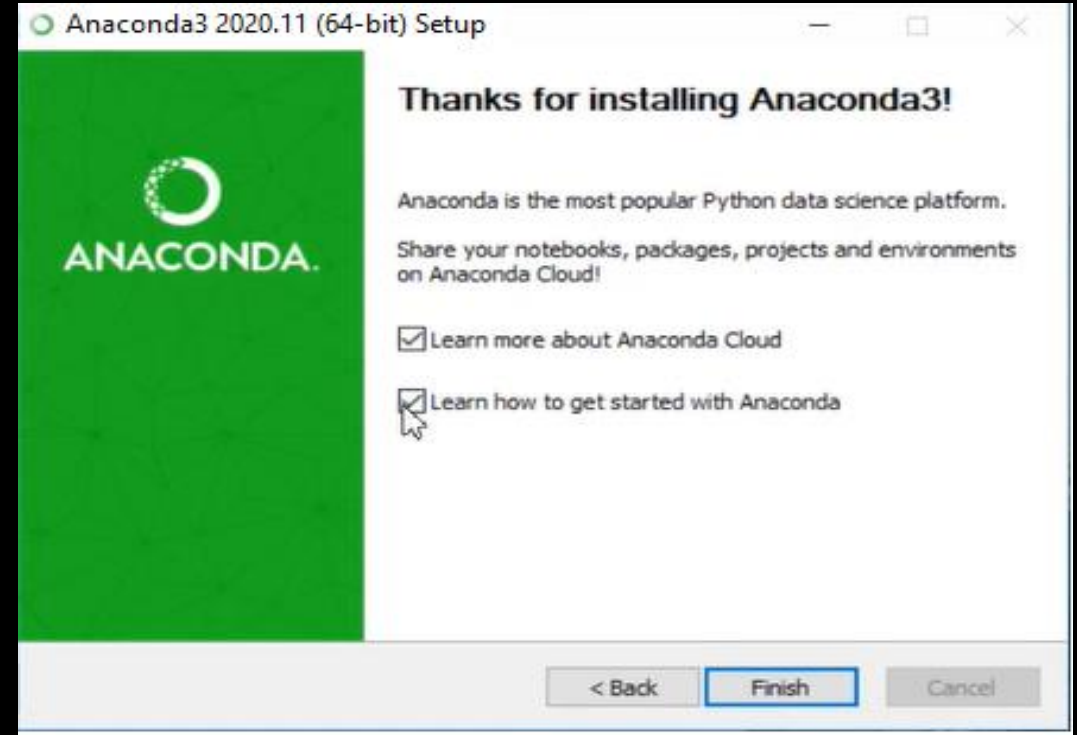 Anaconda3 2020.11 (64-bit) Setup
ANACONDA.
Thanks for installing Anaconda3!
Anaconda is the most popular Python data science platform.
Share your notebooks, packages, projects and environments
on Anaconda Cloud!
Learn more about Anaconda Cloud
Learn how to get started with Anaconda
< Back
Finish
Cancel